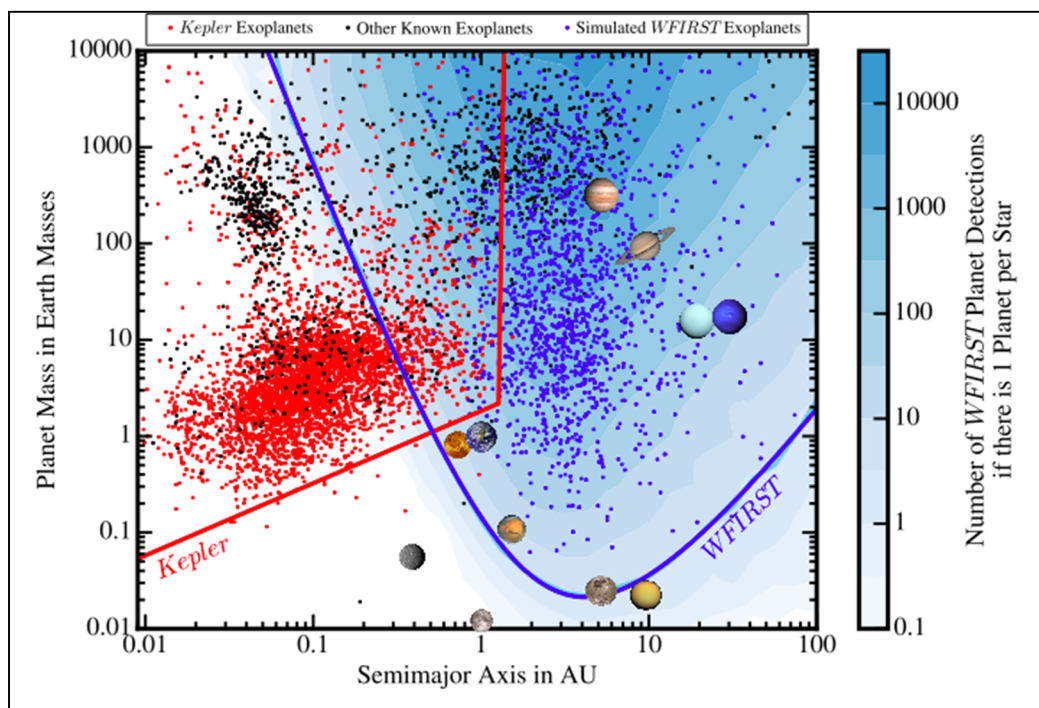 Kepler Exoplanets
Other Known Exoplanets
Simulated WFIRST Exoplanets
10000
1000
100
10
1
0.1
0.01
Planet Mass in Earth Masses
0.01
0.1
1
10
100
Semimajor Axis in AU
Kepler
WFIRST
10000
1000
100
10
1
0.1
Number of WFIRST Planet Detections
if there is 1 Planet per Star